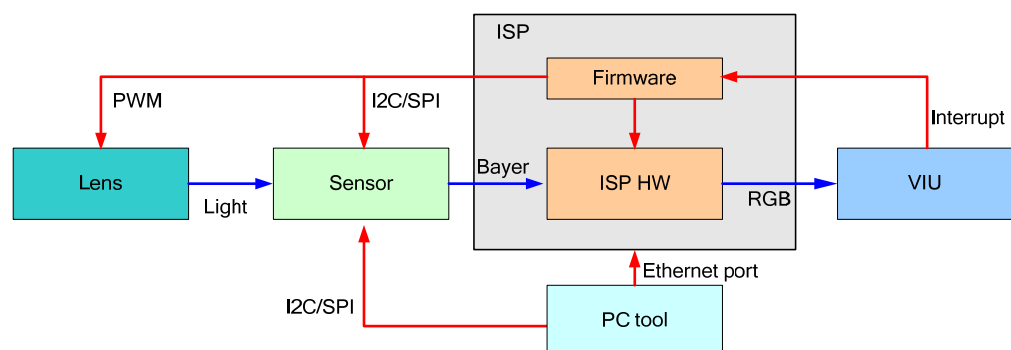 ISP
Firmware
PWM
I2C/SPI
Interrupt
Lens
Light
Sensor
Bayer
ISP HW
RGB
VIU
Ethernet port
I2C/SPI
PC tool